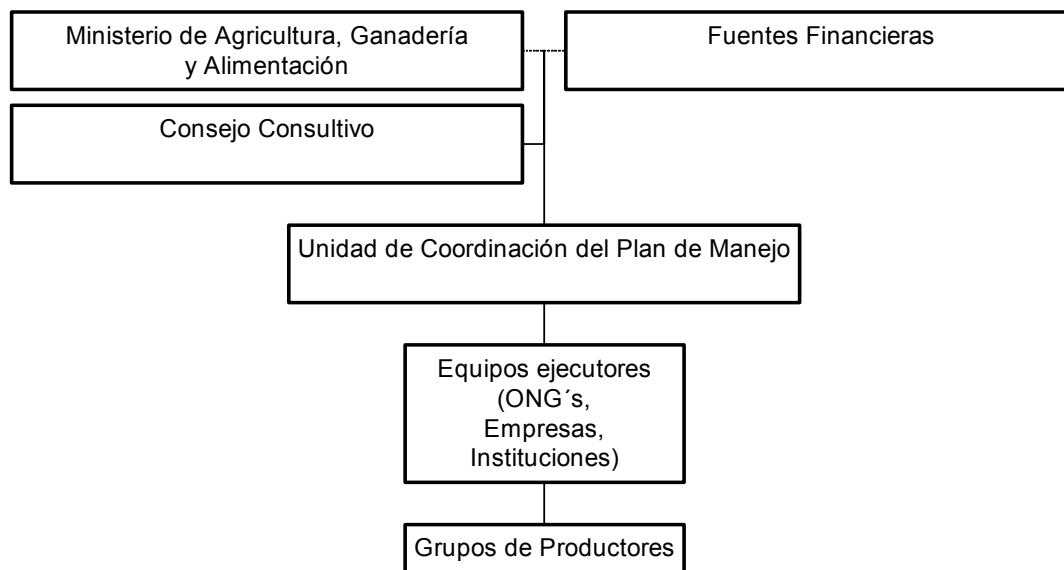 Ministerio de Agricultura, Ganadería
y Alimentación
Fuentes Financieras
Consejo Consultivo
Unidad de Coordinación del Plan de Manejo
Equipos ejecutores
(ONG´s,
Empresas,
Instituciones)
Grupos de Productores